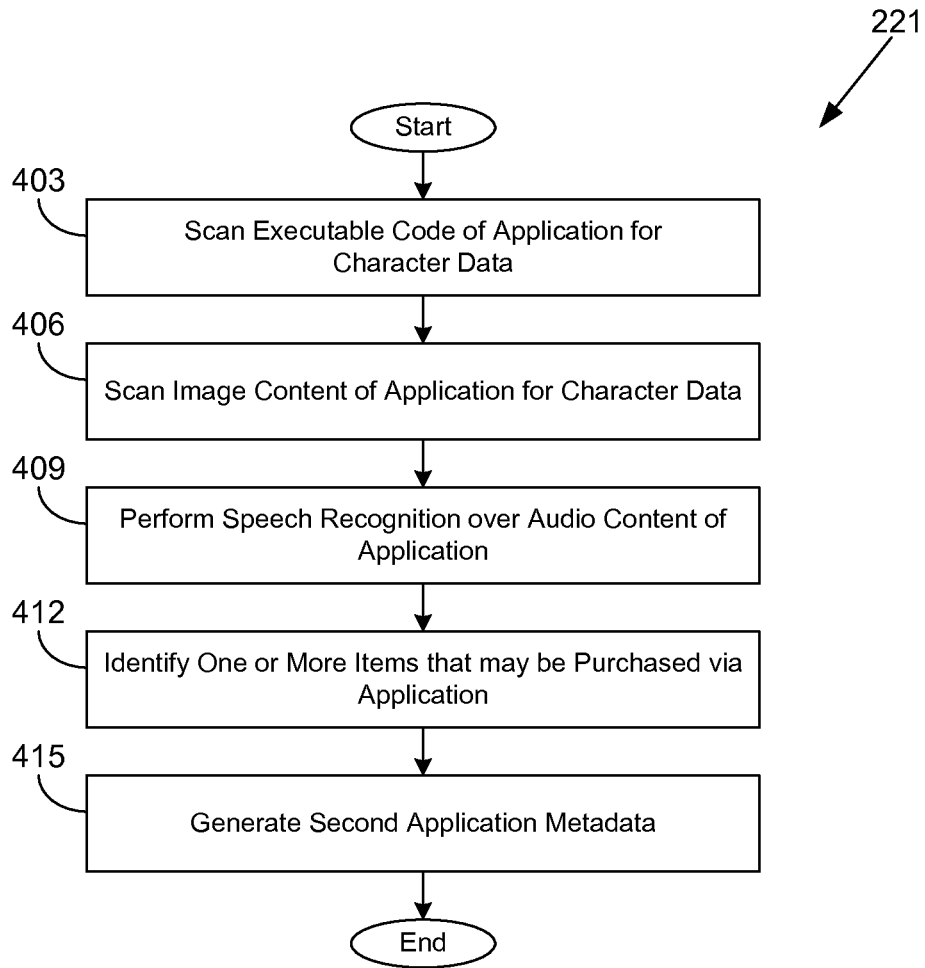 221
Start
403
Scan Executable Code of Application for
Character Data
406
Scan Image Content of Application for Character Data
409
Perform Speech Recognition over Audio Content of
Application
412
Identify One or More Items that may be Purchased via
Application
415
Generate Second Application Metadata
End